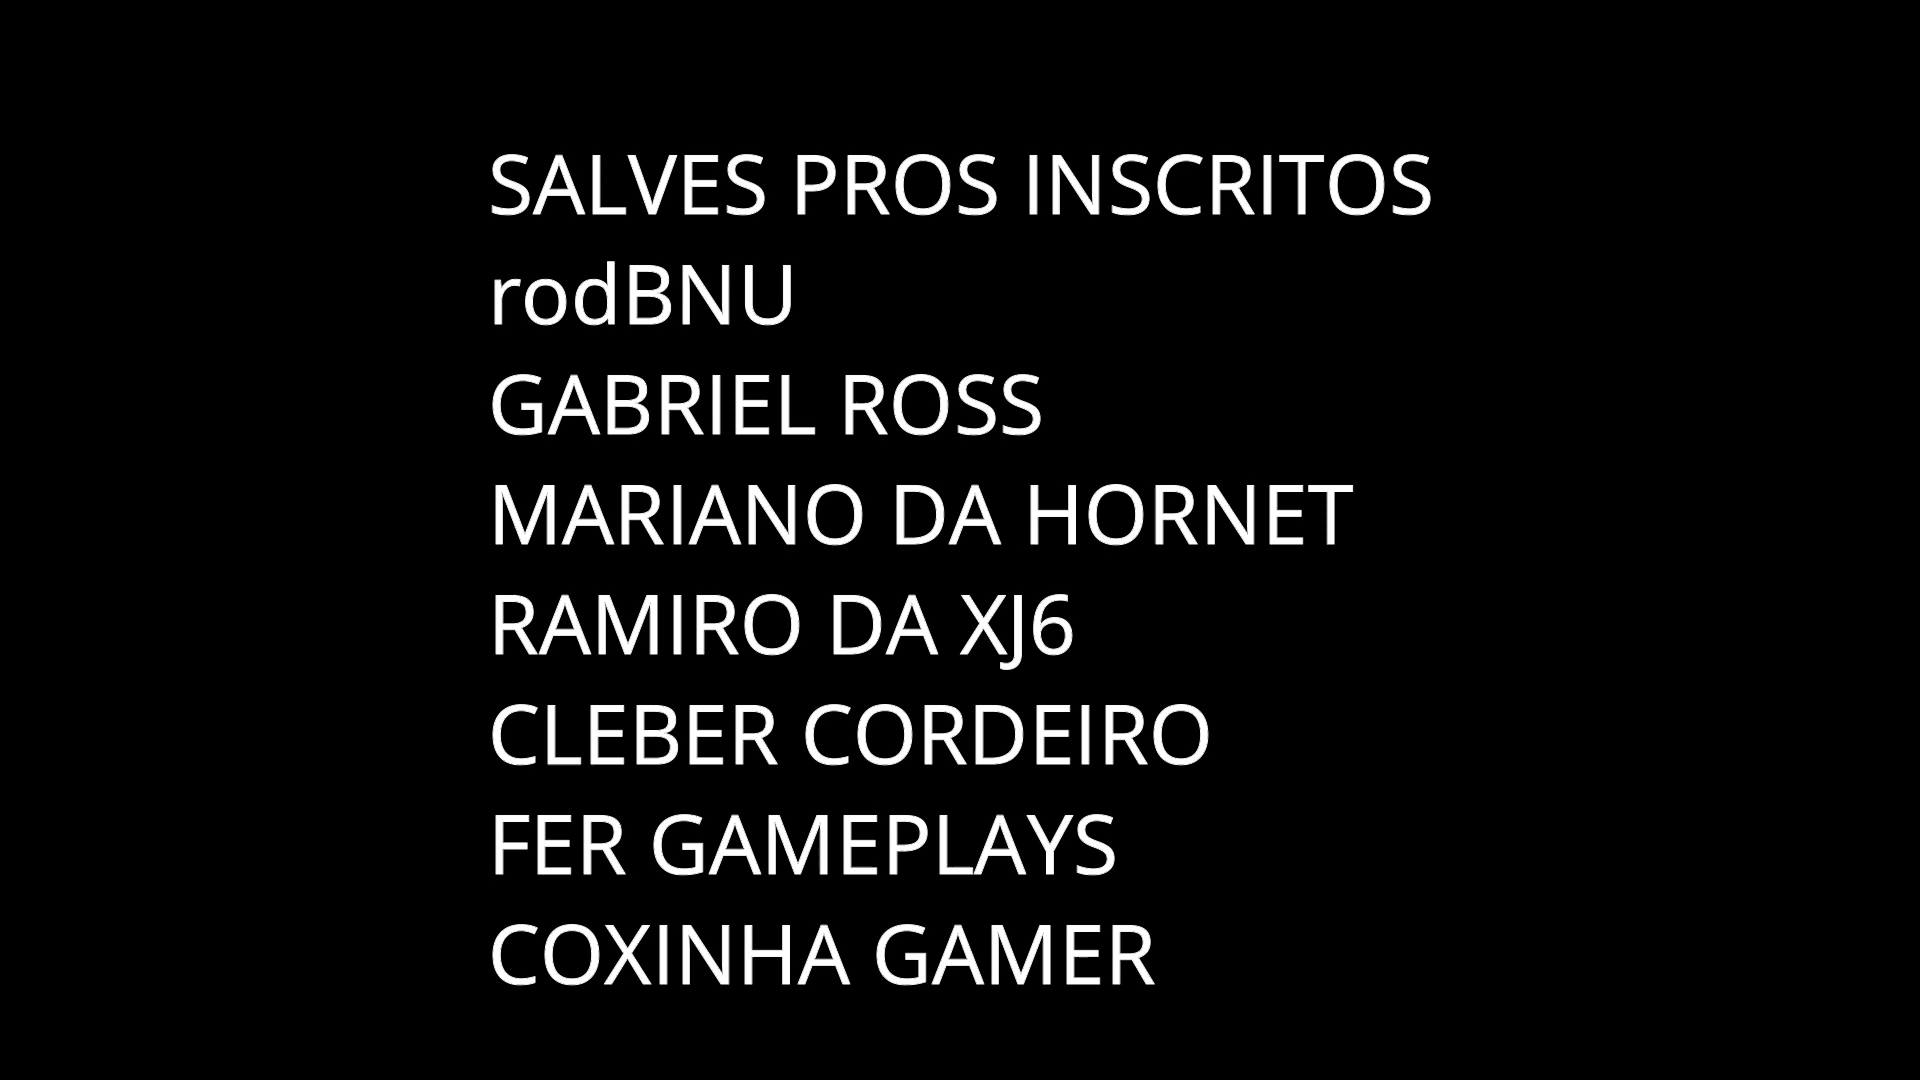 SALVES PROS INSCRITOS
rodBNU
GABRIEL ROSS
MARIANO DA HORNET
RAMIRO DA XJ6
CLEBER CORDEIRO
FER GAMEPLAYS
COXINHA GAMER